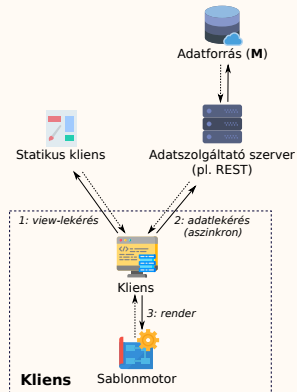 Adatforrás (M)
Statikus kliens
Adatszolgáltató szerver
(pl. REST)
1: view-lekérés
2: adatlekérés
(aszinkron)
Kliens
3: render
Kliens
Sablonmotor